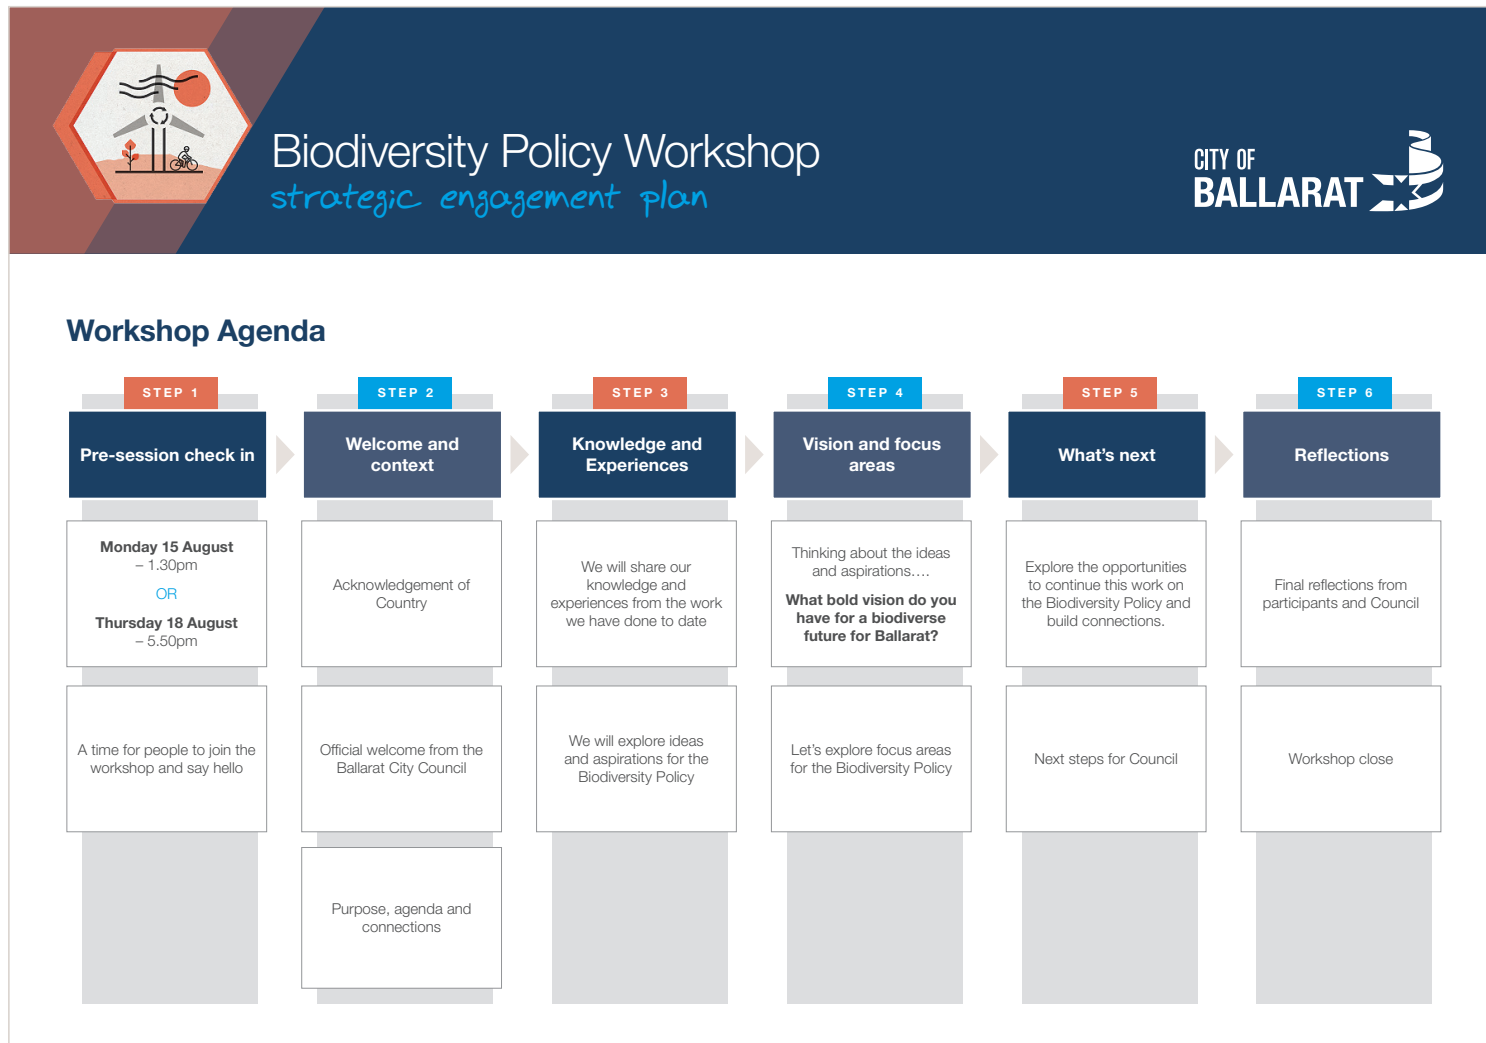 Biodiversity Policy Workshop
strategic engagement plan
CITY OF
BALLARAT
Workshop Agenda
STEP 1
Pre-session check in
Monday 15 August
– 1.30pm
OR
Thursday 18 August
– 5.50pm
A time for people to join the
workshop and say hello
STEP 2
Welcome and
context
Acknowledgement of
Country
Official welcome from the
Ballarat City Council
Purpose, agenda and
connections
STEP 3
Knowledge and
Experiences
We will share our
knowledge and
experiences from the work
we have done to date
We will explore ideas
and aspirations for the
Biodiversity Policy
STEP 4
Vision and focus
areas
Thinking about the ideas
and aspirations....
What bold vision do you
have for a biodiverse
future for Ballarat?
Let's explore focus areas
for the Biodiversity Policy
STEP 5
What's next
Explore the opportunities
to continue this work on
the Biodiversity Policy and
build connections.
Next steps for Council
STEP 6
Reflections
Final reflections from
participants and Council
Workshop close